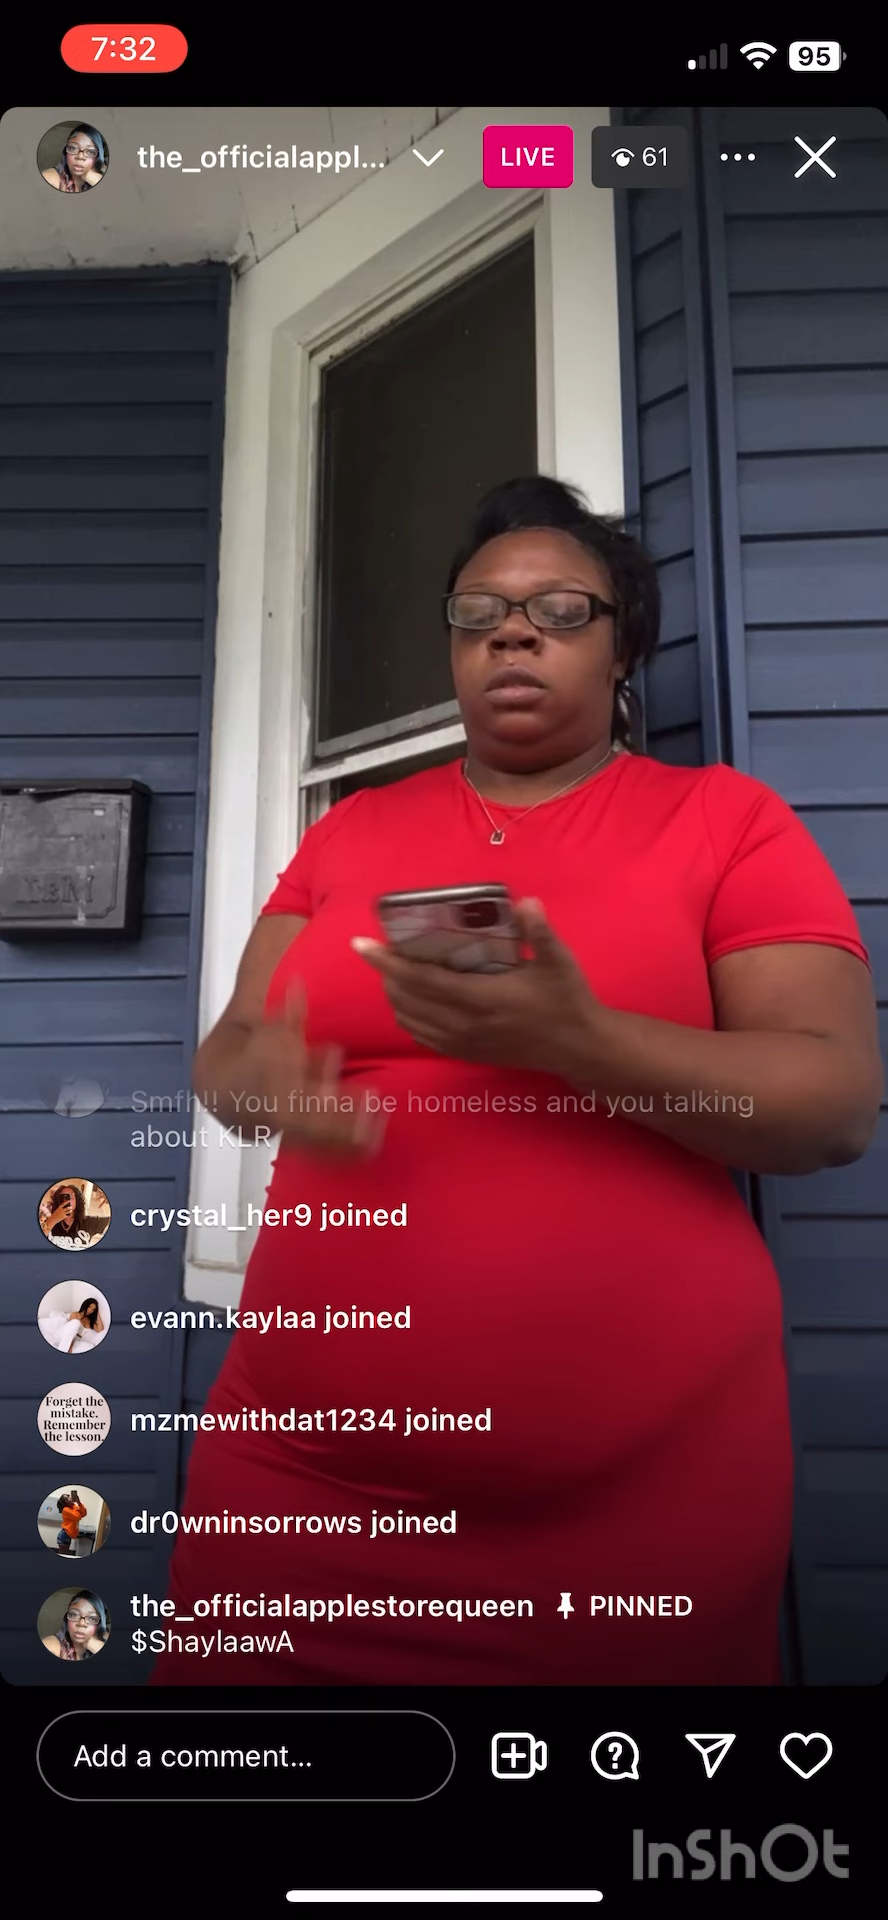 7:32
95
the_officialappl...
LIVE
61
Smfh!! You finna be homeless and you talking
about KLR
crystal_her9 joined
evann.kaylaa joined
Forget the
mistake.
Remember
the lesson.
mzmewithdat1234 joined
dr0wninsorrows joined
the_officialapplestorequeen PINNED
$ShaylaawA
Add a comment...
InShOt